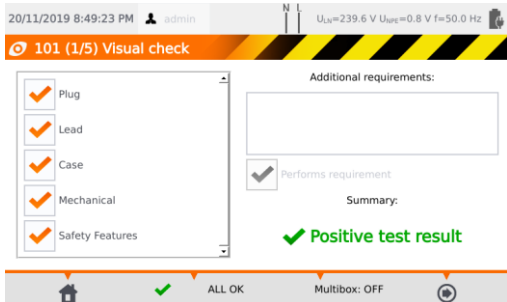 20/11/2019 8:49:23 PM admin N L U_LN=239.6 V U_NPE=0.8 V f=50.0 Hz
101 (1/5) Visual check
Additional requirements:
Plug
Lead
Case
Performs requirement
Mechanical
Summary:
Safety Features
Positive test result
ALL OK Multibox: OFF